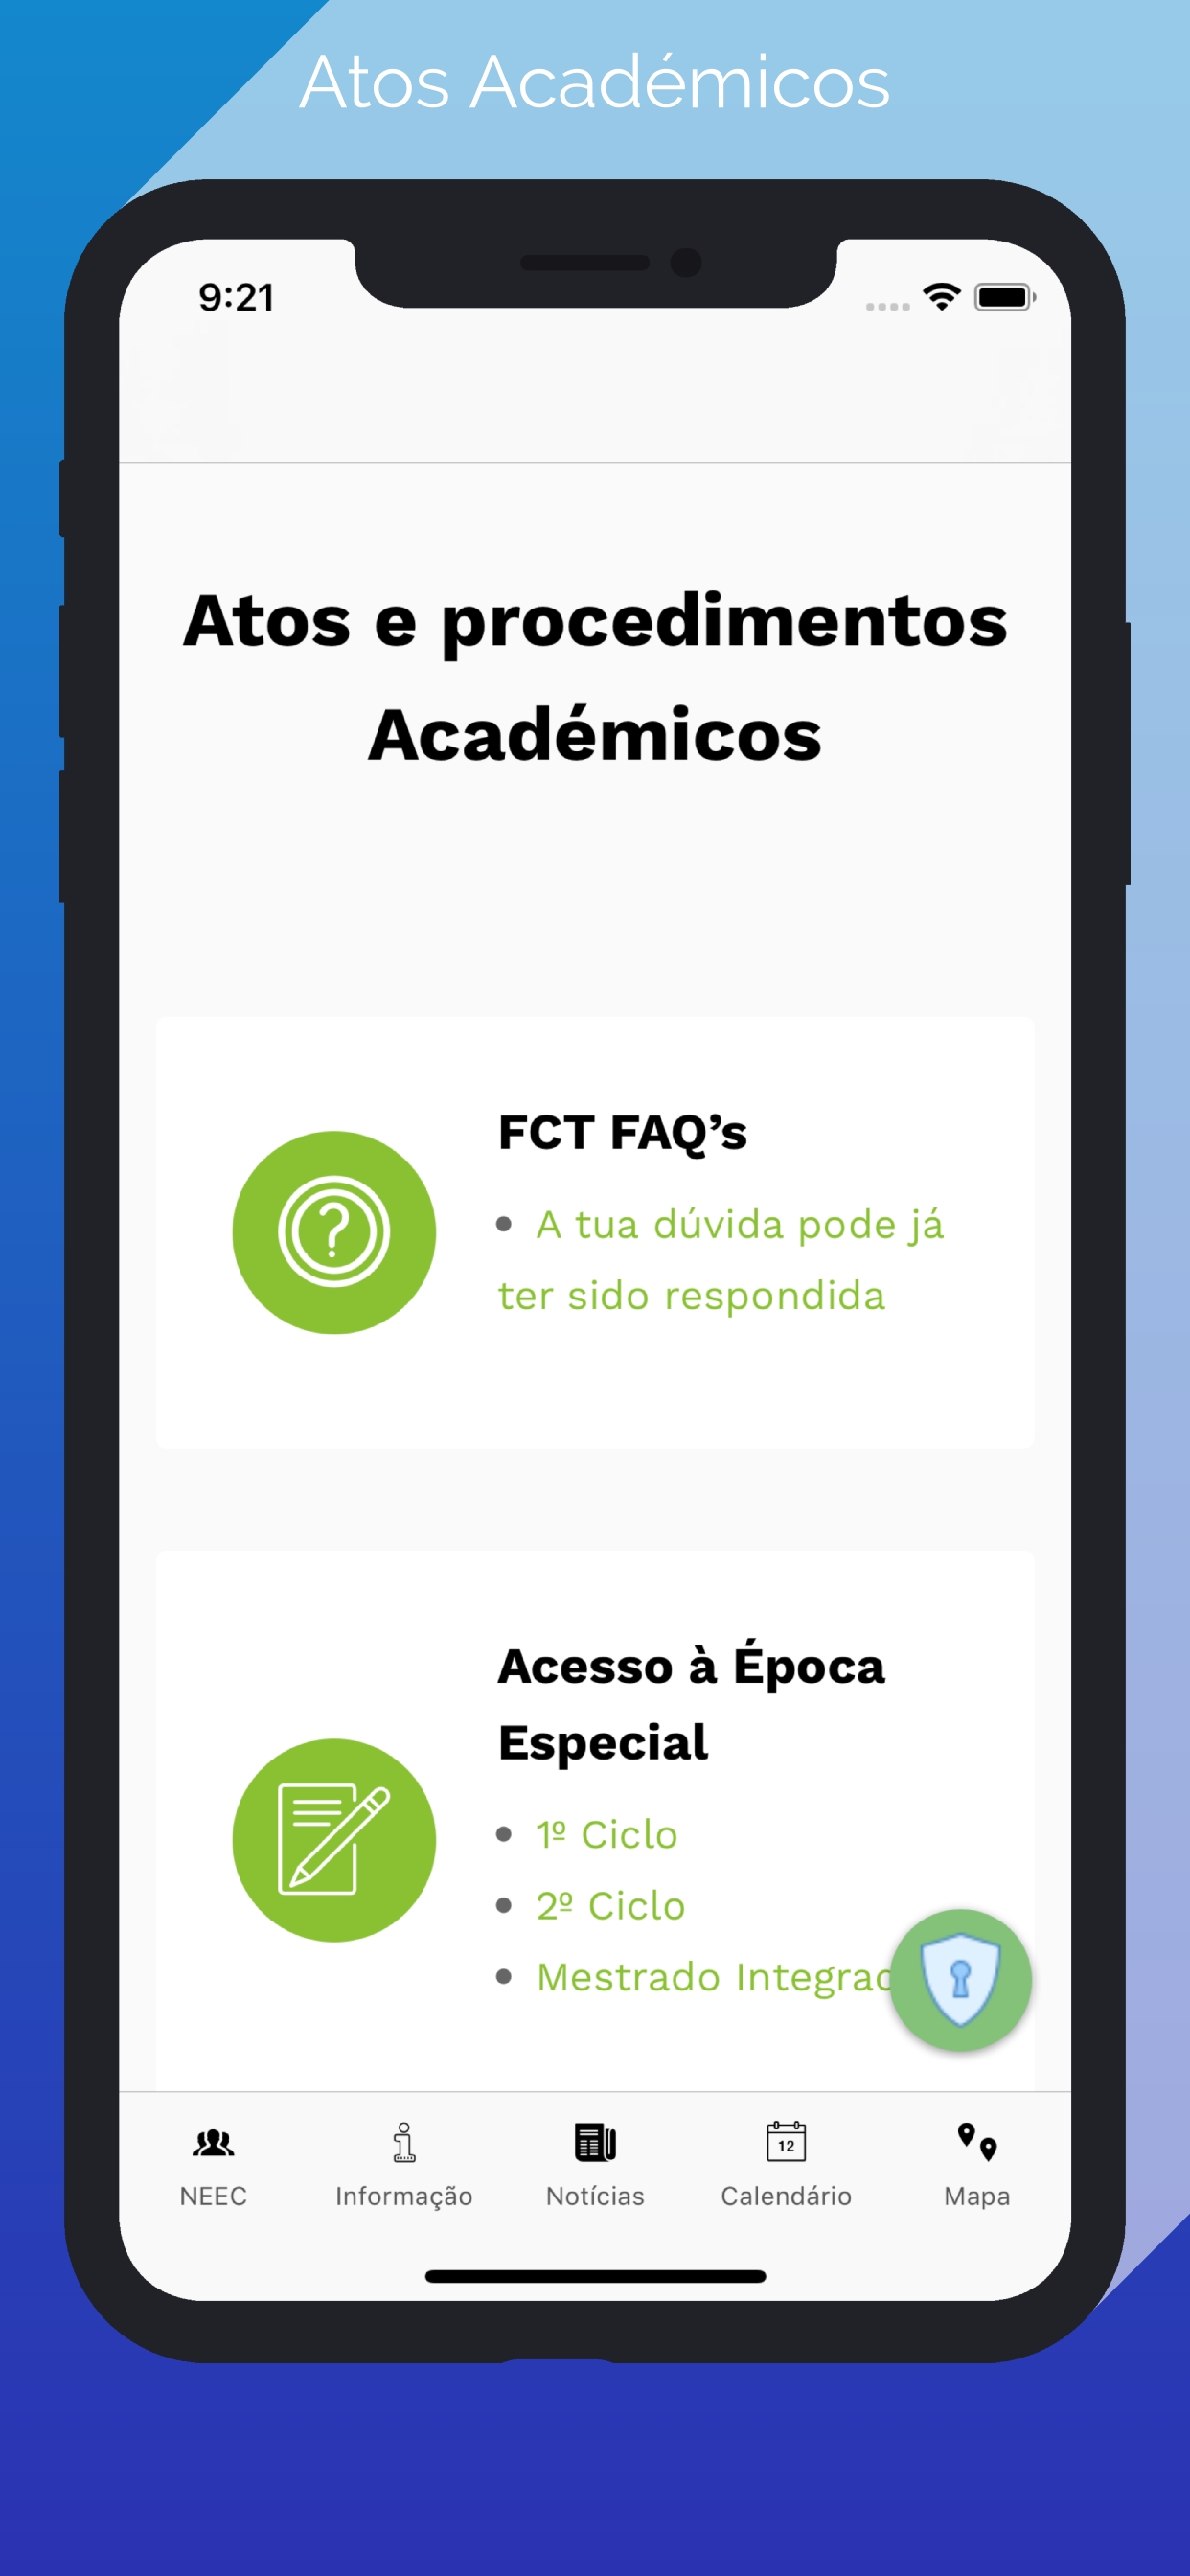 Atos Académicos
9:21
Atos e procedimentos
Académicos
FCT FAQ’s
• A tua dúvida pode já
ter sido respondida
Acesso à Época
Especial
• 1º Ciclo
• 2º Ciclo
• Mestrado
12
NEEC Informação Notícias Calendário Mapa